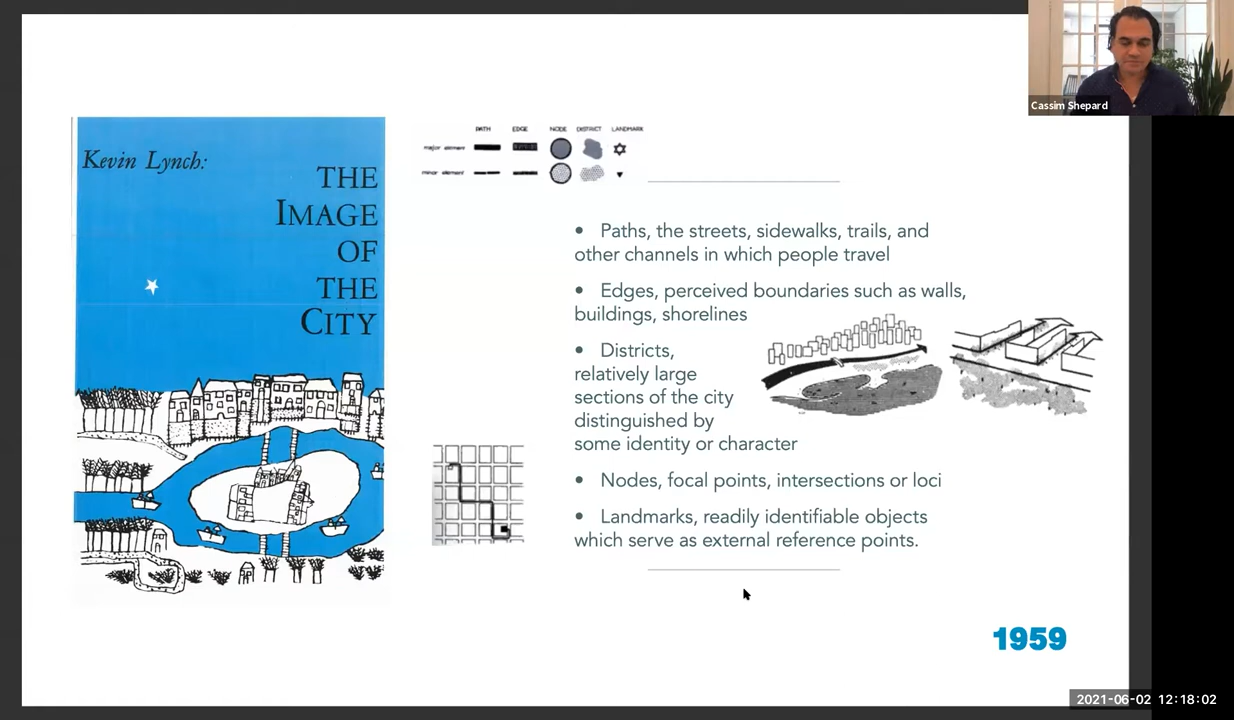 Cassim Shepard
Kevin Lynch:
THE
IMAGE
OF
THE
CITY
PATH EDGE NODE DISTRICT LANDMARK
major element
minor element
• Paths, the streets, sidewalks, trails, and
other channels in which people travel
• Edges, perceived boundaries such as walls,
buildings, shorelines
• Districts,
relatively large
sections of the city
distinguished by
some identity or character
• Nodes, focal points, intersections or loci
• Landmarks, readily identifiable objects
which serve as external reference points.
1959
2021-06-02 12:18:02